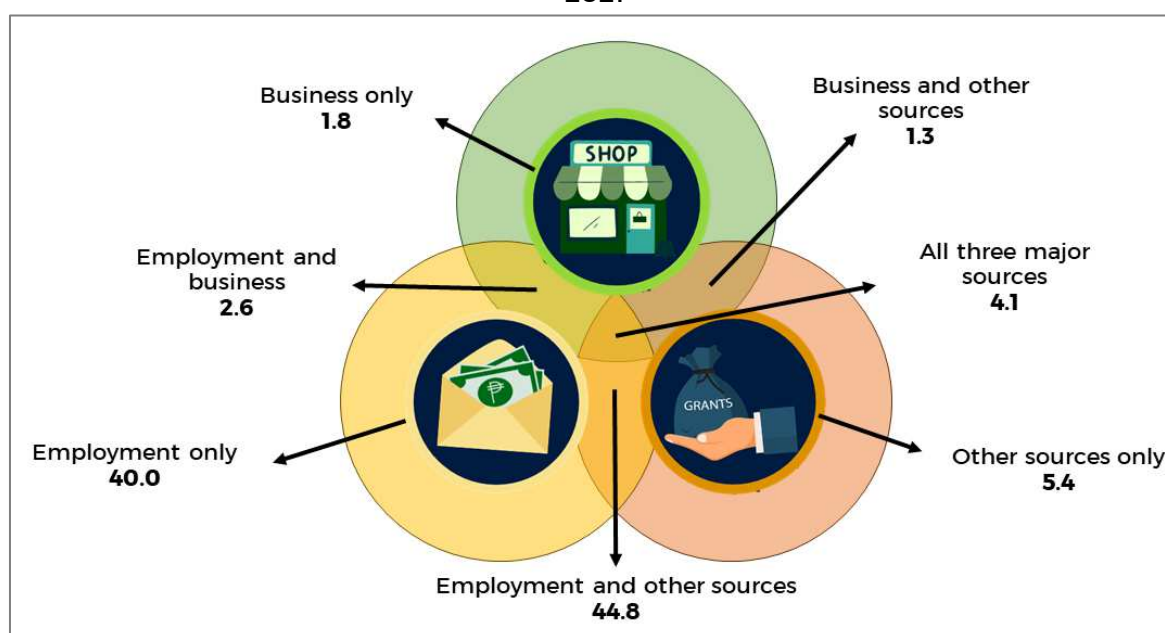 Business only
1.8
Business and other
sources
1.3
SHOP
Employment and
business
2.6
All three major
sources
4.1
₱
GRANTS
Employment only
40.0
Other sources only
5.4
Employment and other sources
44.8